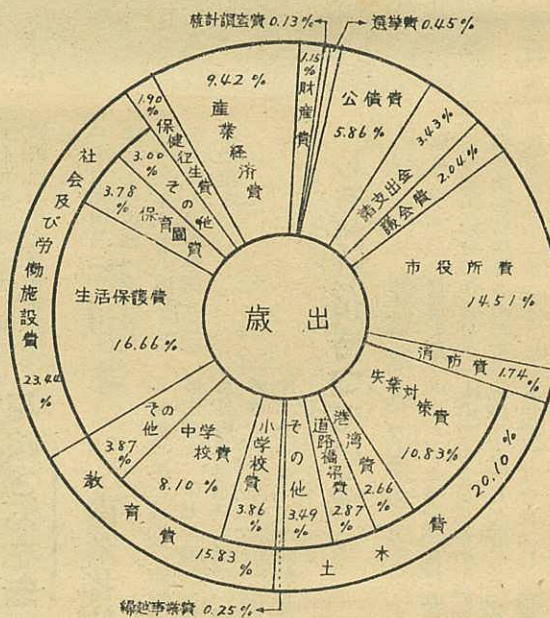 統計調査費 0.13%
選挙費 0.45%
公債費
5.86%
3.43%
諸支出金
2.04%
議会費
市役所費
14.51%
消防費
1.74%
失業対策費
10.83%
20.10%
土木費
港湾費
2.66%
道路橋梁費
2.87%
その他
3.49%
繰越事業費 0.25%
小学校費
3.86%
中学校費
8.10%
その他
3.87%
教育費
15.83%
生活保護費
16.66%
保育園費
3.78%
その他
3.00%
社会及び労働施設費
23.44%
保健衛生費
1.90%
産業経済費
9.42%
財産費
1.15%
歳出